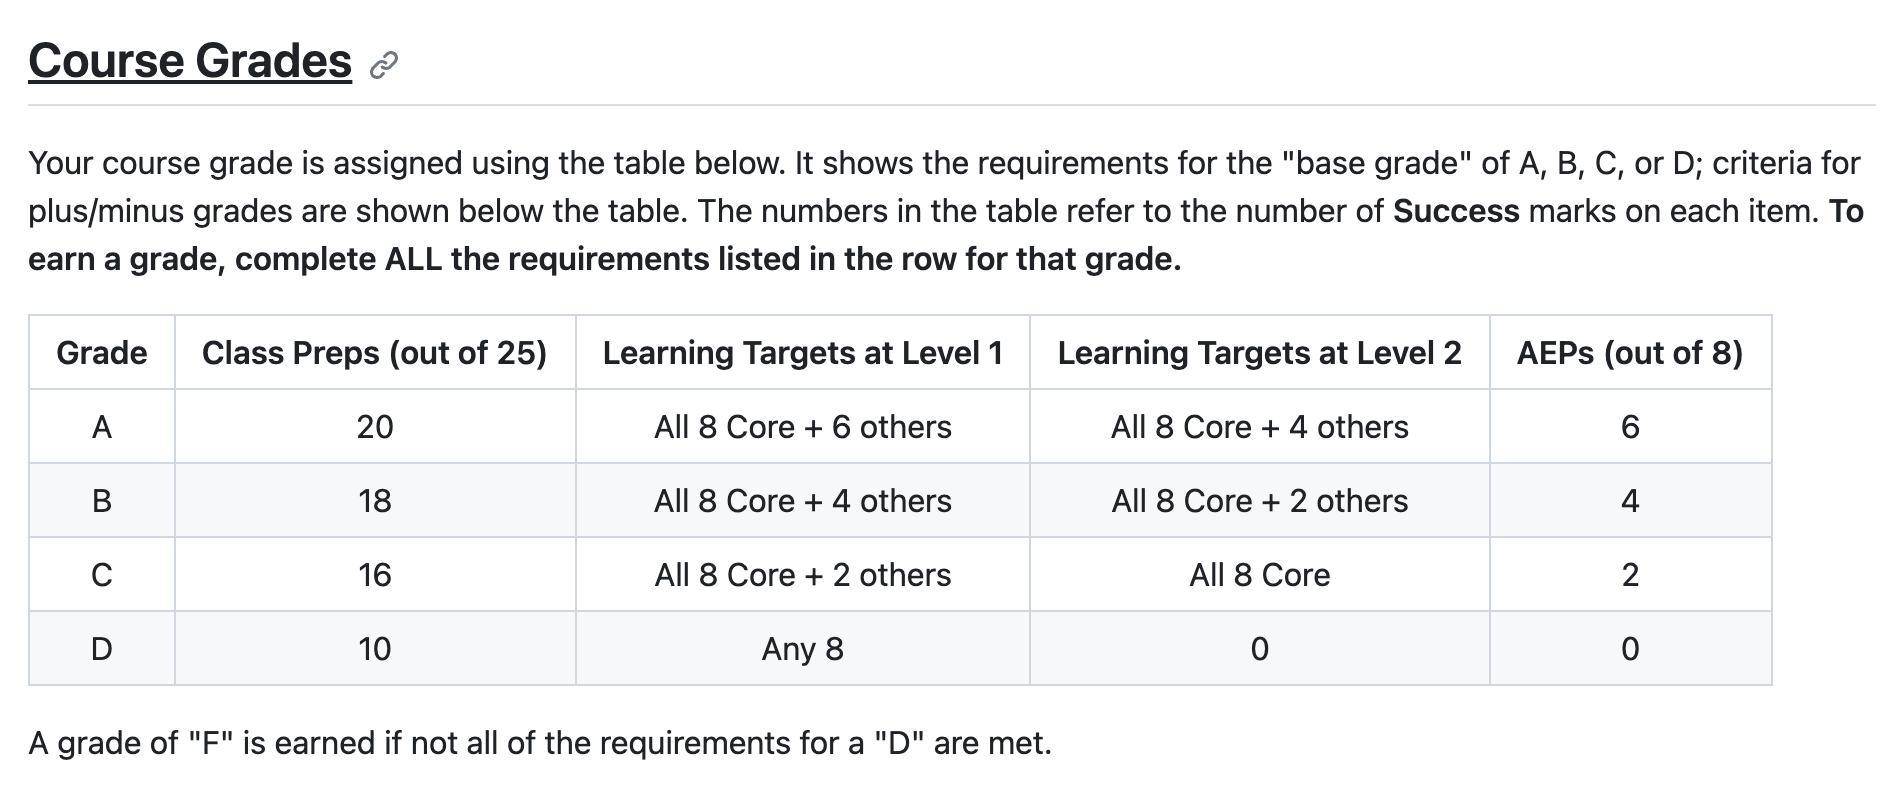 Course Grades
Your course grade is assigned using the table below. It shows the requirements for the "base grade" of A, B, C, or D; criteria for
plus/minus grades are shown below the table. The numbers in the table refer to the number of Success marks on each item. To
earn a grade, complete ALL the requirements listed in the row for that grade.
Grade Class Preps (out of 25) Learning Targets at Level 1 Learning Targets at Level 2 AEPs (out of 8)
A 20 All 8 Core + 6 others All 8 Core + 4 others 6
B 18 All 8 Core + 4 others All 8 Core + 2 others 4
C 16 All 8 Core + 2 others All 8 Core 2
D 10 Any 8 0 0
A grade of "F" is earned if not all of the requirements for a "D" are met.